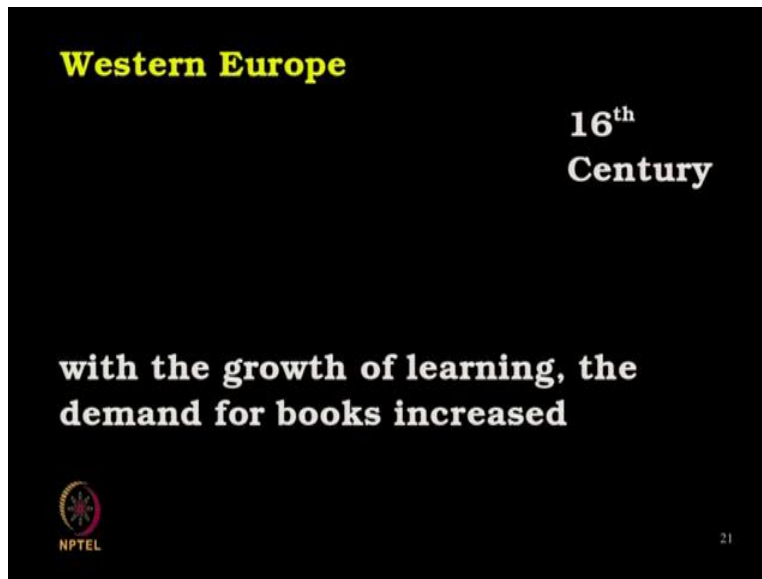 Western Europe
16th
Century
with the growth of learning, the
demand for books increased
NPTEL
21